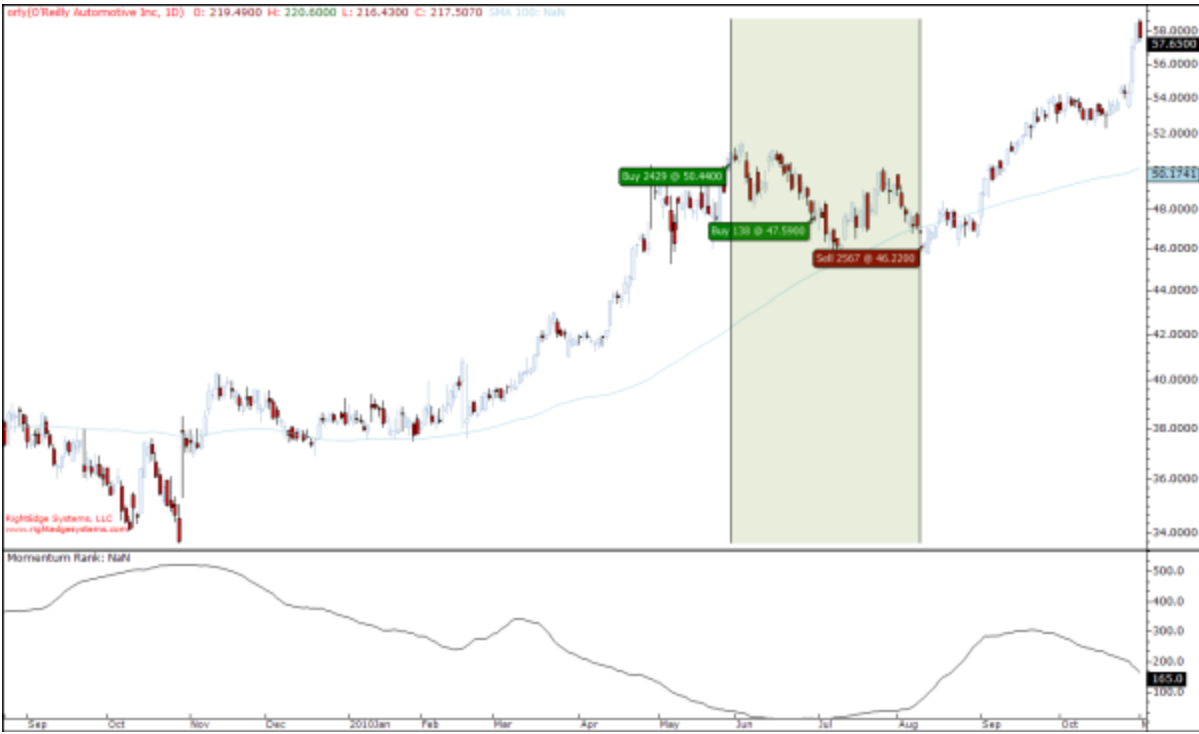 orly(O'Reilly Automotive Inc, 1D) O: 219.4900 H: 220.6000 L: 216.4300 C: 217.5070 SMA 100: NaN
58.0000
57.6500
56.0000
54.0000
52.0000
Buy 2429 @ 50.4400
50.1741
48.0000
Buy 138 @ 47.5900
46.0000
Sell 2567 @ 46.2200
44.0000
42.0000
40.0000
38.0000
36.0000
RightEdge Systems, LLC
www.rightedgesystems.com
34.0000
Momentum Rank: NaN
500.0
400.0
300.0
200.0
165.0
100.0
Sep Oct Nov Dec 2010Jan Feb Mar Apr May Jun Jul Aug Sep Oct